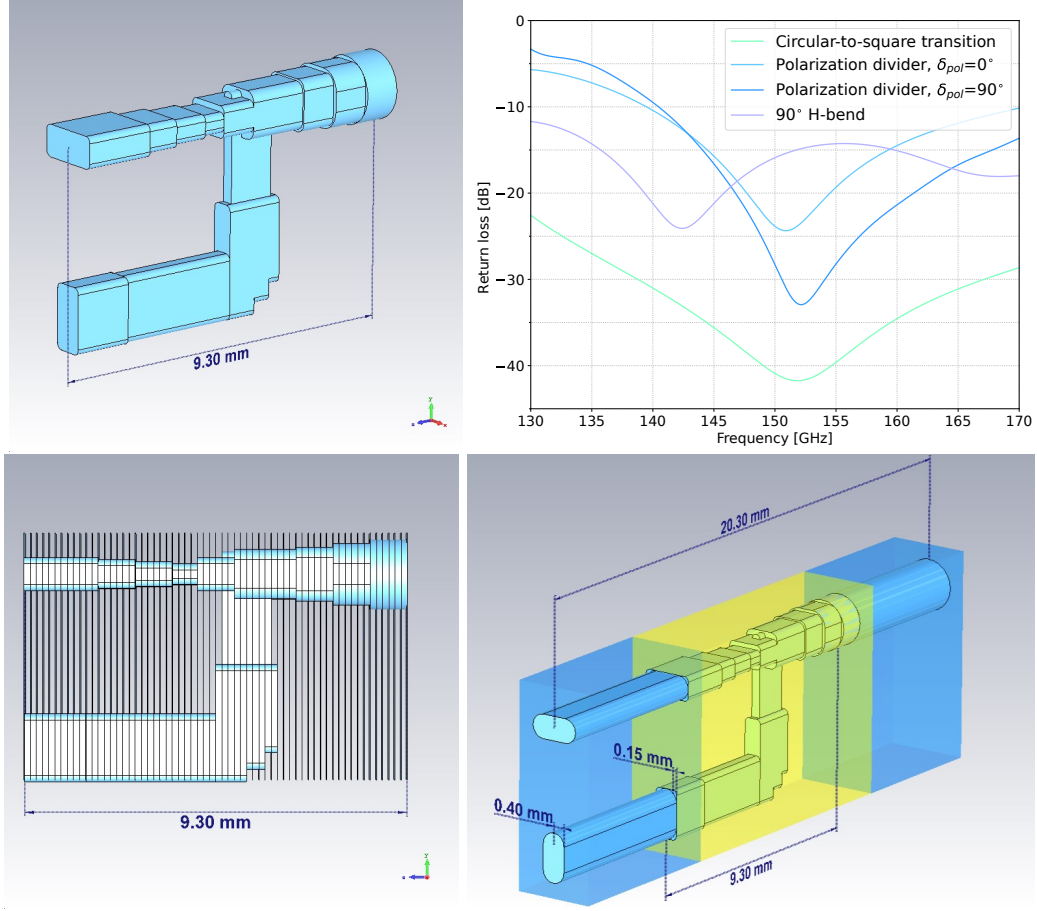 9.30 mm
y
0
−10
−20
−30
−40
Return loss [dB]
Circular-to-square transition
Polarization divider, δpol=0°
Polarization divider, δpol=90°
90° H-bend
130 135 140 145 150 155 160 165 170
Frequency [GHz]
9.30 mm
y
20.30 mm
0.15 mm
0.40 mm
9.30 mm
y